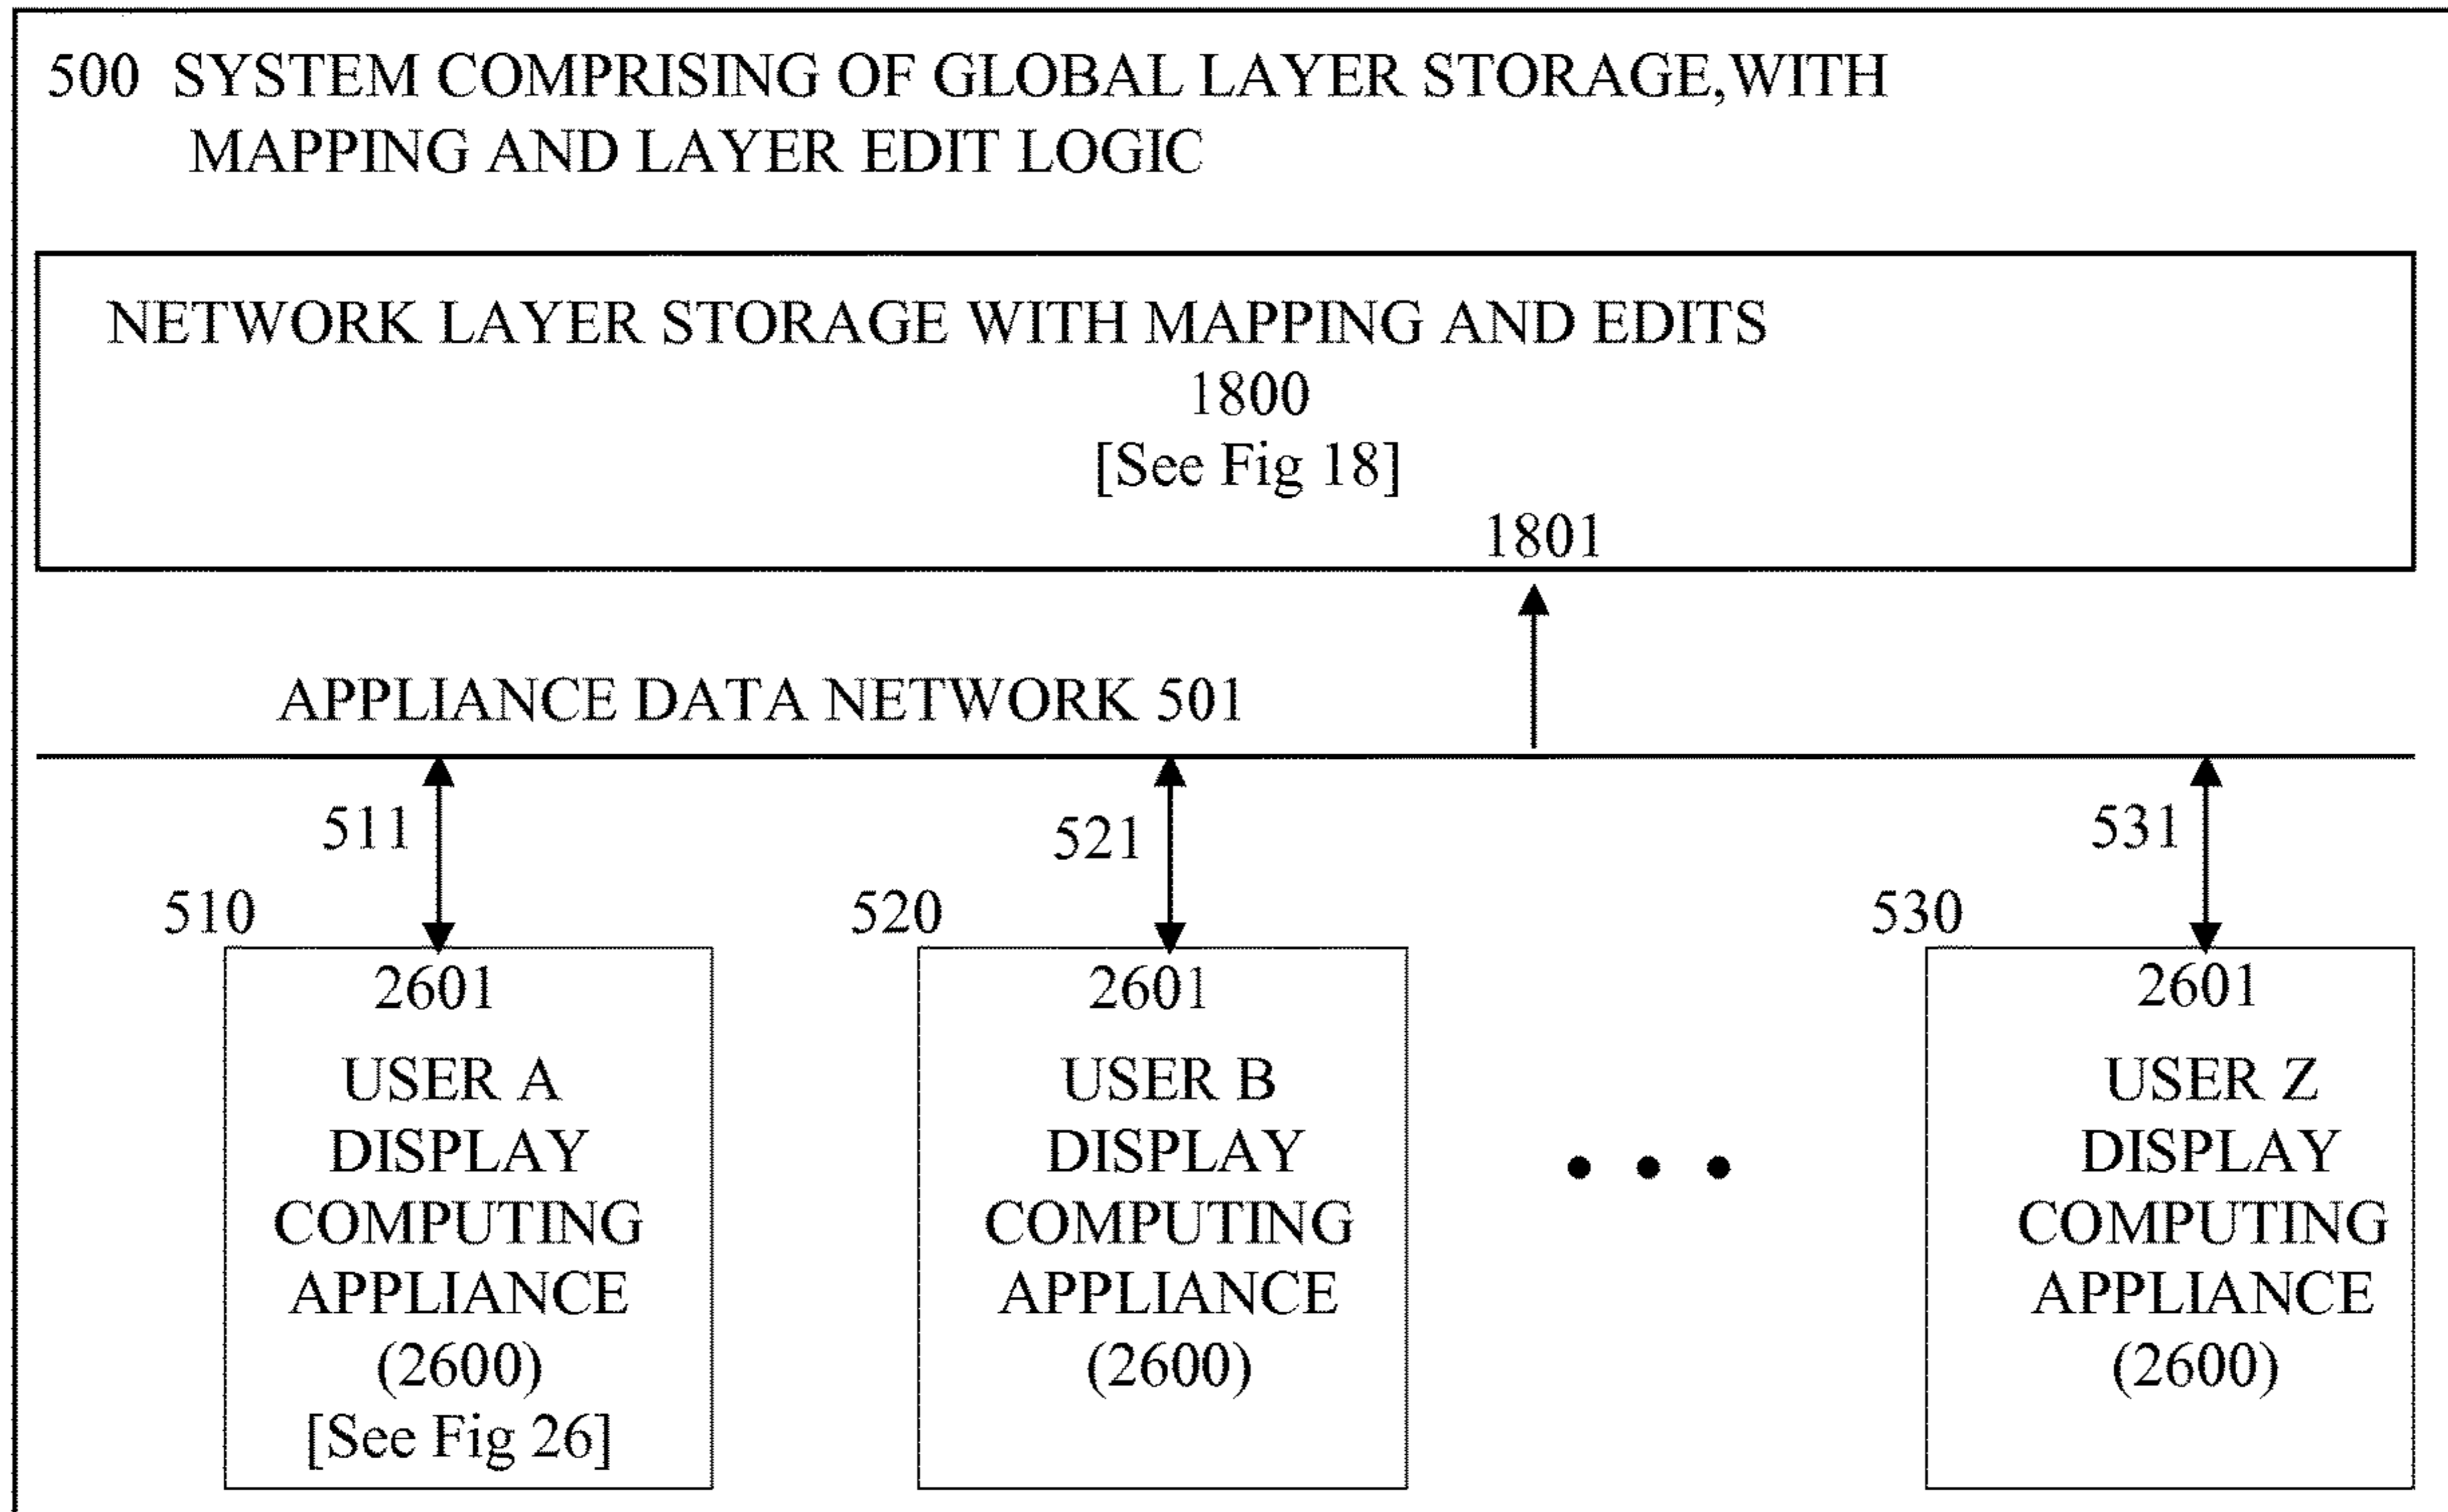 500 SYSTEM COMPRISING OF GLOBAL LAYER STORAGE,WITH
MAPPING AND LAYER EDIT LOGIC
NETWORK LAYER STORAGE WITH MAPPING AND EDITS
1800
[See Fig 18]
1801
APPLIANCE DATA NETWORK 501
511
521
531
510
520
530
2601
USER A
DISPLAY
COMPUTING
APPLIANCE
(2600)
[See Fig 26]
2601
USER B
DISPLAY
COMPUTING
APPLIANCE
(2600)
2601
USER Z
DISPLAY
COMPUTING
APPLIANCE
(2600)